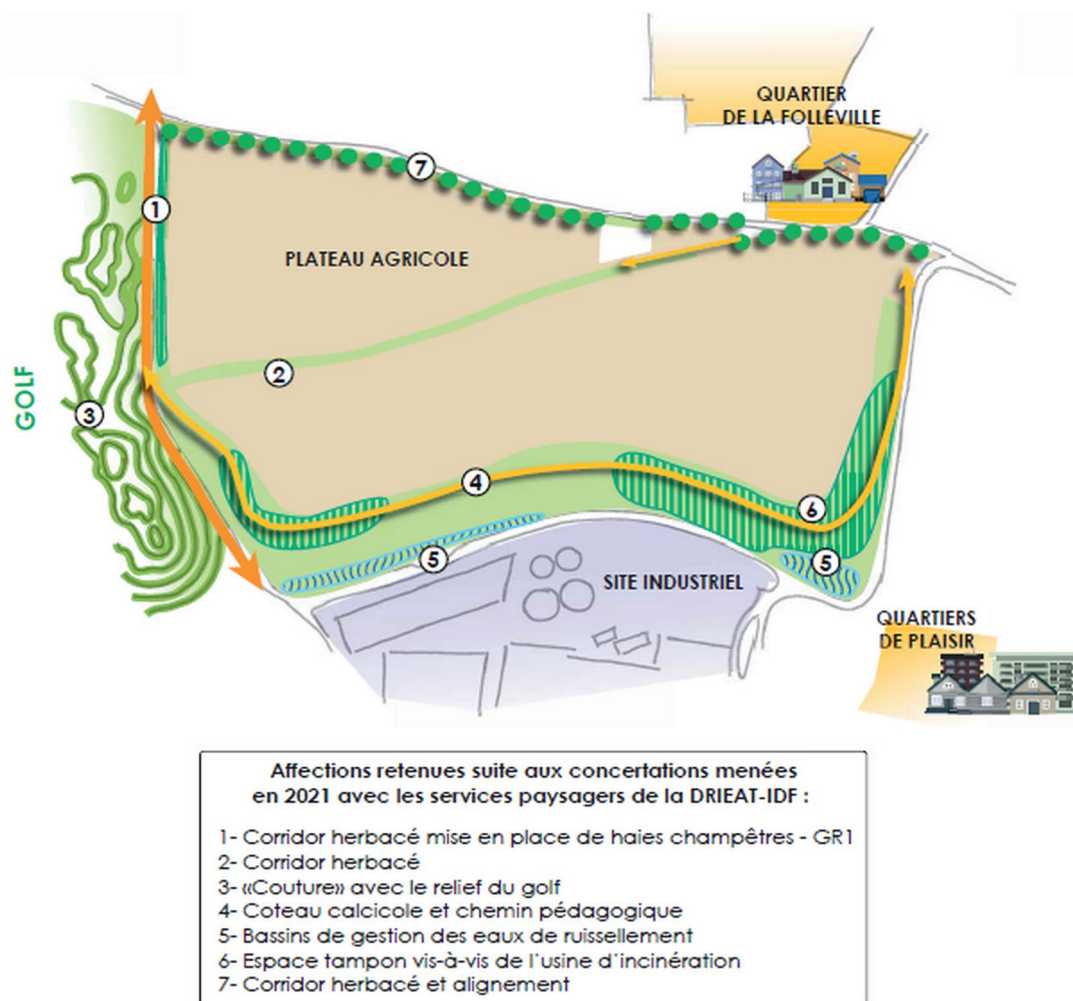 QUARTIER
DE LA FOLLEVILLE
7
1
PLATEAU AGRICOLE
2
GOLF
3
4
6
5
5
SITE INDUSTRIEL
QUARTIERS
DE PLAISIR
Affections retenues suite aux concertations menées
en 2021 avec les services paysagers de la DRIEAT-IDF :
1- Corridor herbacé mise en place de haies champêtres - GR1
2- Corridor herbacé
3- «Couture» avec le relief du golf
4- Coteau calcicole et chemin pédagogique
5- Bassins de gestion des eaux de ruissellement
6- Espace tampon vis-à-vis de l'usine d'incinération
7- Corridor herbacé et alignement